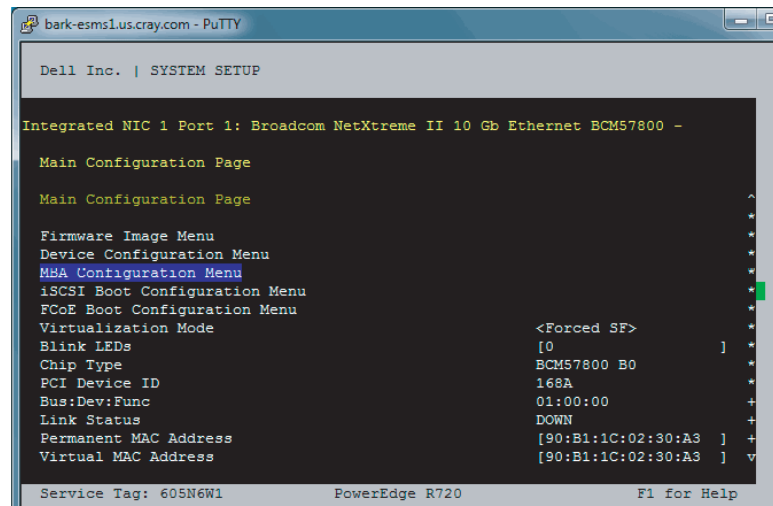 bark-esms1.us.cray.com - PuTTY
Dell Inc. | SYSTEM SETUP
Integrated NIC 1 Port 1: Broadcom NetXtreme II 10 Gb Ethernet BCM57800 -
Main Configuration Page
Main Configuration Page ^
*
Firmware Image Menu *
Device Configuration Menu *
MBA Configuration Menu *
iSCSI Boot Configuration Menu *
FCoE Boot Configuration Menu *
Virtualization Mode <Forced SF> *
Blink LEDs [0 ] *
Chip Type BCM57800 B0 *
PCI Device ID 168A *
Bus:Dev:Func 01:00:00 +
Link Status DOWN +
Permanent MAC Address [90:B1:1C:02:30:A3 ] +
Virtual MAC Address [90:B1:1C:02:30:A3 ] v
Service Tag: 605N6W1 PowerEdge R720 F1 for Help